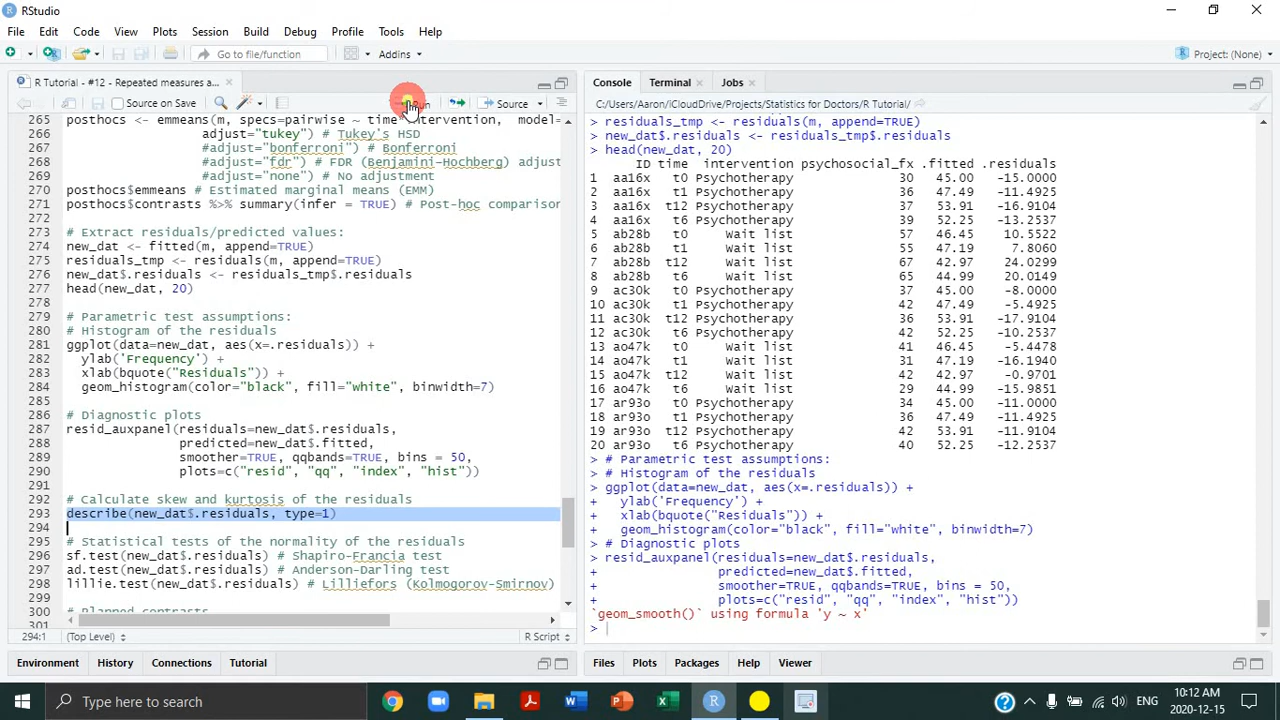 RStudio
File Edit Code View Plots Session Build Debug Profile Tools Help
Go to file/function Addins Project: (None)
R Tutorial - #12 - Repeated measures a...
Source on Save Source
265 posthocs <- emmeans(m, specs=pairwise ~ time intervention, model=
266 adjust="tukey") # Tukey's HSD
267 #adjust="bonferroni") # Bonferroni
268 #adjust="fdr") # FDR (Benjamini-Hochberg) adjust
269 #adjust="none") # No adjustment
270 posthocs$emmeans # Estimated marginal means (EMM)
271 posthocs$contrasts %>% summary(infer = TRUE) # Post-hoc comparison
272
273 # Extract residuals/predicted values:
274 new_dat <- fitted(m, append=TRUE)
275 residuals_tmp <- residuals(m, append=TRUE)
276 new_dat$.residuals <- residuals_tmp$.residuals
277 head(new_dat, 20)
278
279 # Parametric test assumptions:
280 # Histogram of the residuals
281 ggplot(data=new_dat, aes(x=.residuals)) +
282 ylab('Frequency') +
283 xlab(bquote("Residuals")) +
284 geom_histogram(color="black", fill="white", binwidth=7)
285
286 # Diagnostic plots
287 resid_auxpanel(residuals=new_dat$.residuals,
288 predicted=new_dat$.fitted,
289 smoother=TRUE, qqbands=TRUE, bins = 50,
290 plots=c("resid", "qq", "index", "hist"))
291
292 # Calculate skew and kurtosis of the residuals
293 describe(new_dat$.residuals, type=1)
294
295 # Statistical tests of the normality of the residuals
296 sf.test(new_dat$.residuals) # Shapiro-Francia test
297 ad.test(new_dat$.residuals) # Anderson-Darling test
298 lillie.test(new_dat$.residuals) # Lilliefors (Kolmogorov-Smirnov)
299
300 # Planned contrasts
301
294:1 (Top Level) R Script
Environment History Connections Tutorial
Console Terminal Jobs
C:/Users/Aaron/iCloudDrive/Projects/Statistics for Doctors/R Tutorial/
> residuals_tmp <- residuals(m, append=TRUE)
> new_dat$.residuals <- residuals_tmp$.residuals
> head(new_dat, 20)
ID time intervention psychosocial_fx .fitted .residuals
1 aa16x t0 Psychotherapy 30 45.00 -15.0000
2 aa16x t1 Psychotherapy 36 47.49 -11.4925
3 aa16x t12 Psychotherapy 37 53.91 -16.9104
4 aa16x t6 Psychotherapy 39 52.25 -13.2537
5 ab28b t0 Wait list 57 46.45 10.5522
6 ab28b t1 Wait list 55 47.19 7.8060
7 ab28b t12 Wait list 67 42.97 24.0299
8 ab28b t6 Wait list 65 44.99 20.0149
9 ac30k t0 Psychotherapy 37 45.00 -8.0000
10 ac30k t1 Psychotherapy 42 47.49 -5.4925
11 ac30k t12 Psychotherapy 36 53.91 -17.9104
12 ac30k t6 Psychotherapy 42 52.25 -10.2537
13 ao47k t0 Wait list 41 46.45 -5.4478
14 ao47k t1 Wait list 31 47.19 -16.1940
15 ao47k t12 Wait list 42 42.97 -0.9701
16 ao47k t6 Wait list 29 44.99 -15.9851
17 ar93o t0 Psychotherapy 34 45.00 -11.0000
18 ar93o t1 Psychotherapy 36 47.49 -11.4925
19 ar93o t12 Psychotherapy 42 53.91 -11.9104
20 ar93o t6 Psychotherapy 40 52.25 -12.2537
> # Parametric test assumptions:
> # Histogram of the residuals
> ggplot(data=new_dat, aes(x=.residuals)) +
+ ylab('Frequency') +
+ xlab(bquote("Residuals")) +
+ geom_histogram(color="black", fill="white", binwidth=7)
> # Diagnostic plots
> resid_auxpanel(residuals=new_dat$.residuals,
+ predicted=new_dat$.fitted,
+ smoother=TRUE, qqbands=TRUE, bins = 50,
+ plots=c("resid", "qq", "index", "hist"))
`geom_smooth()` using formula 'y ~ x'
>
Files Plots Packages Help Viewer
Type here to search
ENG
10:12 AM
2020-12-15